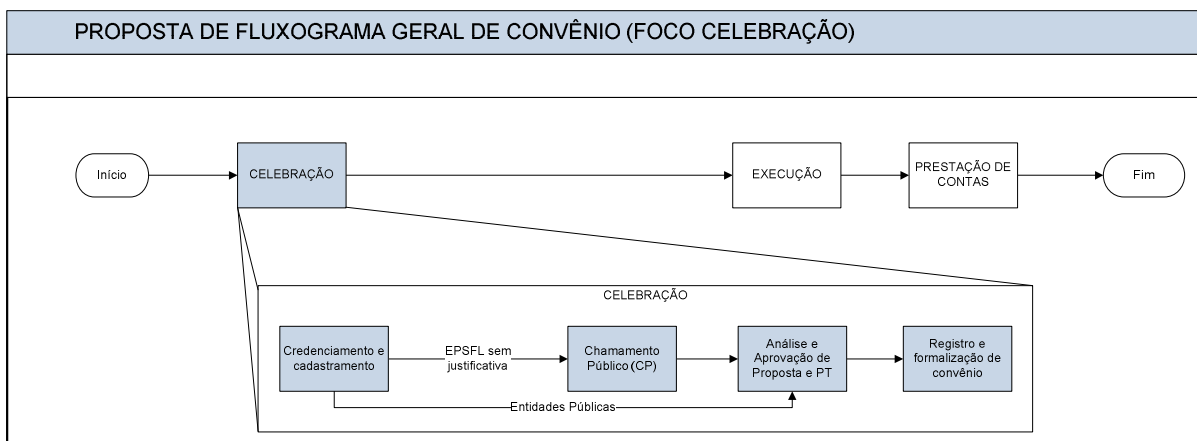 PROPOSTA DE FLUXOGRAMA GERAL DE CONVÊNIO (FOCO CELEBRAÇÃO)
Início
CELEBRAÇÃO
EXECUÇÃO
PRESTAÇÃO DE
CONTAS
Fim
CELEBRAÇÃO
Credenciamento e
cadastramento
EPSFL sem
justificativa
Chamamento
Público (CP)
Análise e
Aprovação de
Proposta e PT
Registro e
formalização de
convênio
Entidades Públicas